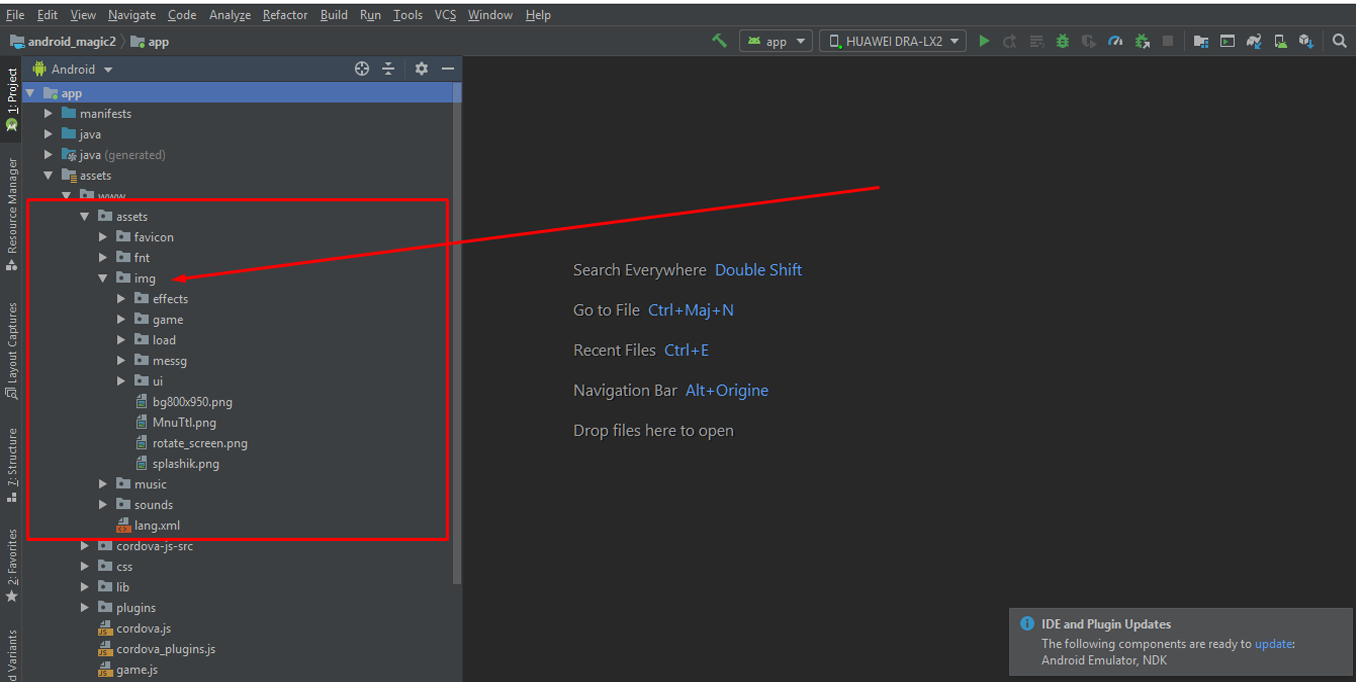 File Edit View Navigate Code Analyze Refactor Build Run Tools VCS Window Help
android_magic2 app
app HUAWEI DRA-LX2
Android
1: Project
Resource Manager
Layout Captures
7: Structure
2: Favorites
d Variants
app
manifests
java
java (generated)
assets
www
assets
favicon
fnt
img
effects
game
load
messg
ui
bg800x950.png
MnuTtl.png
rotate_screen.png
splashik.png
music
sounds
lang.xml
cordova-js-src
css
lib
plugins
cordova.js
cordova_plugins.js
game.js
Search Everywhere Double Shift
Go to File Ctrl+Maj+N
Recent Files Ctrl+E
Navigation Bar Alt+Origine
Drop files here to open
IDE and Plugin Updates
The following components are ready to update:
Android Emulator, NDK